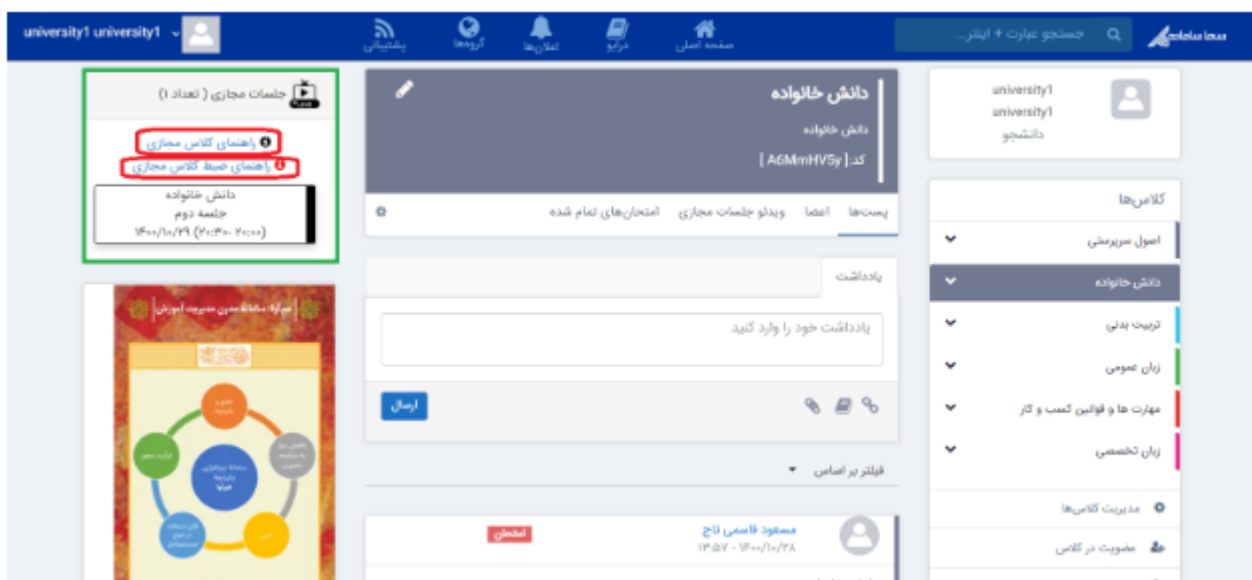 university1 university1
پشتیبانی
گروه‌ها
اعلان‌ها
درایو
صفحه اصلی
جستجو عبارت + اینتر...
university1
university1
دانشجو
کلاس‌ها
اصول سرپرستی
دانش خانواده
تربیت بدنی
زبان عمومی
مهارت ها و قوانین کسب و کار
زبان تخصصی
مدیریت کلاس‌ها
عضویت در کلاس
دانش خانواده
دانش خانواده
کد:[ A6MmHV5y ]
پست‌ها اعضا ویدئو جلسات مجازی امتحان‌های تمام شده
یادداشت
یادداشت خود را وارد کنید
ارسال
فیلتر بر اساس
مسعود قاسمی تاج
امتحان
۱۴۰۰/۱۰/۲۸ - ۱۳:۵۷
جلسات مجازی ( تعداد ۱)
راهنمای کلاس مجازی
راهنمای ضبط کلاس مجازی
دانش خانواده
جلسه دوم
۱۴۰۰/۱۰/۲۹ (۲۰:۳۰- ۲۰:۰۰)
سامانه مدرن مدیریت آموزش